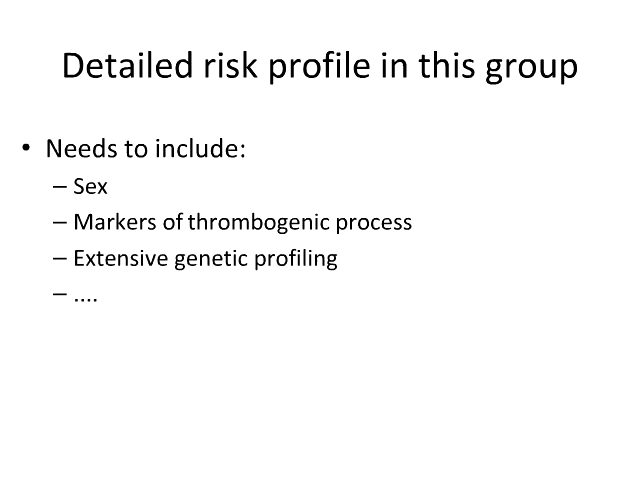 Detailed risk profile in this group
• Needs to include:
– Sex
– Markers of thrombogenic process
– Extensive genetic profiling
– ....